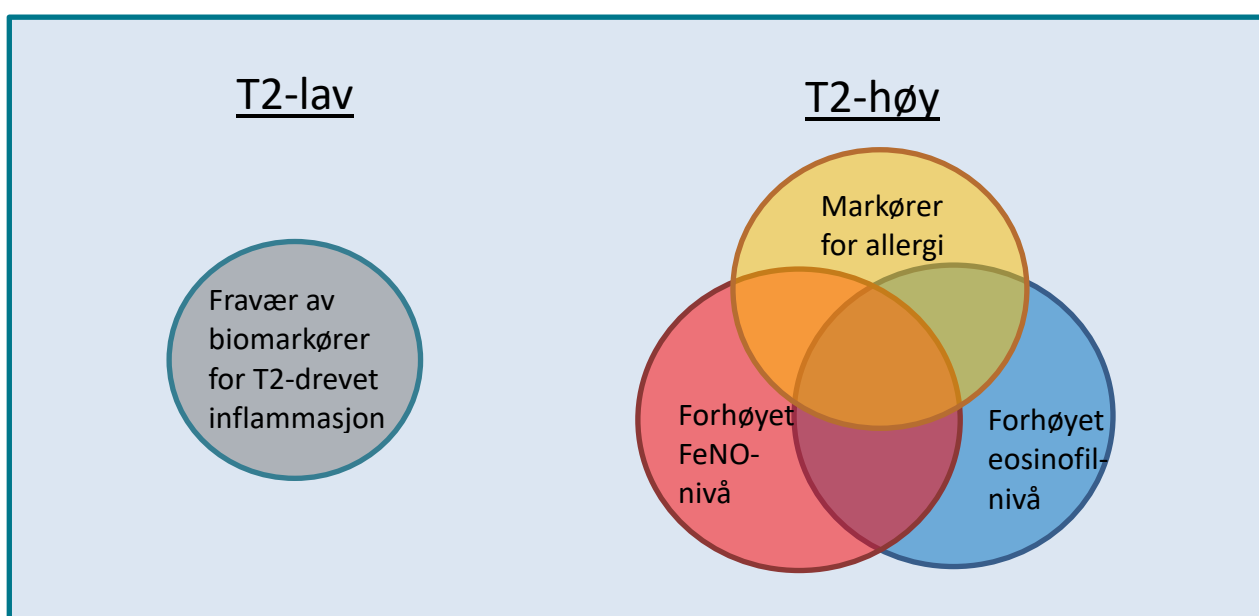 T2-lav
T2-høy
Fravær av
biomarkører
for T2-drevet
inflammasjon
Markører
for allergi
Forhøyet
FeNO-
nivå
Forhøyet
eosinofil-
nivå